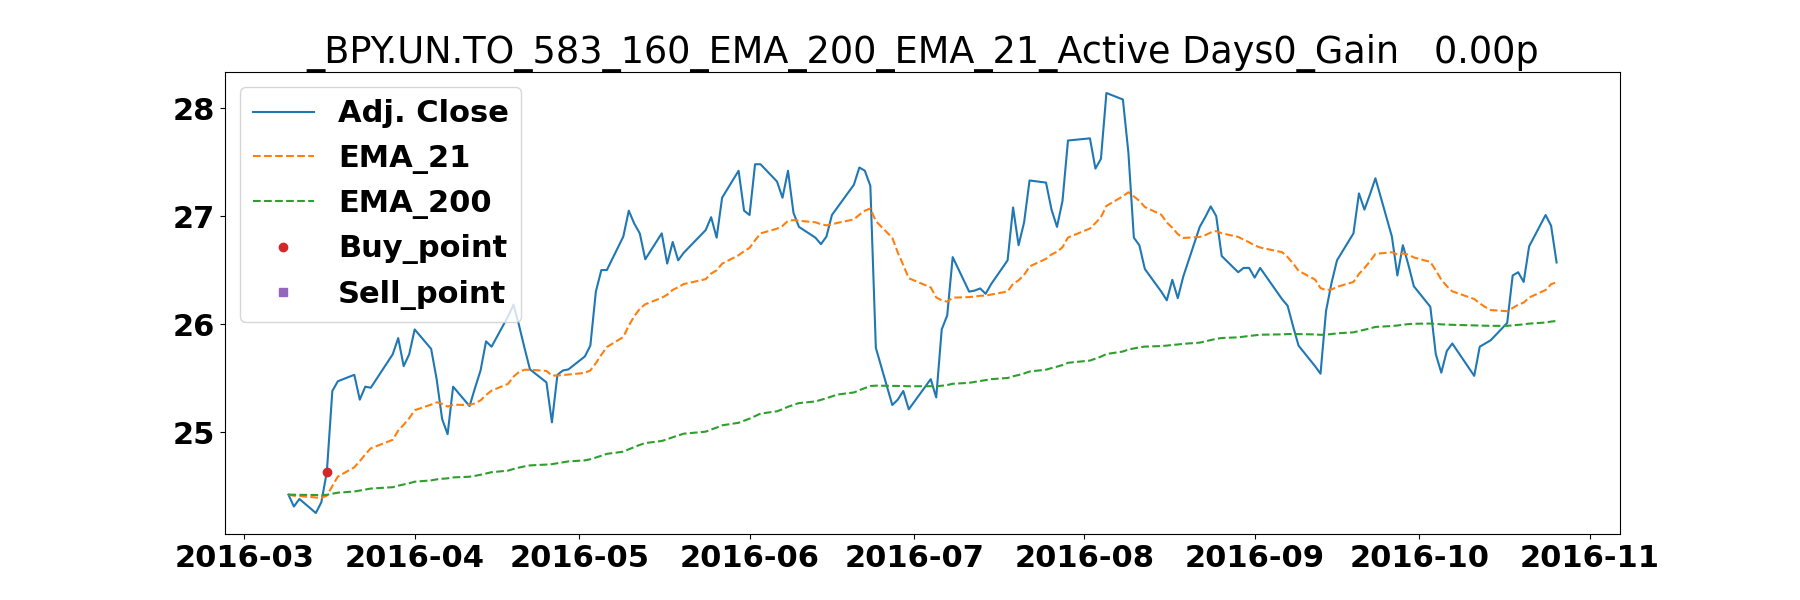 _BPY.UN.TO_583_160_EMA_200_EMA_21_Active Days0_Gain   0.00p
Adj. Close
EMA_21
EMA_200
Buy_point
Sell_point
28
27
26
25
2016-03 2016-04 2016-05 2016-06 2016-07 2016-08 2016-09 2016-10 2016-11